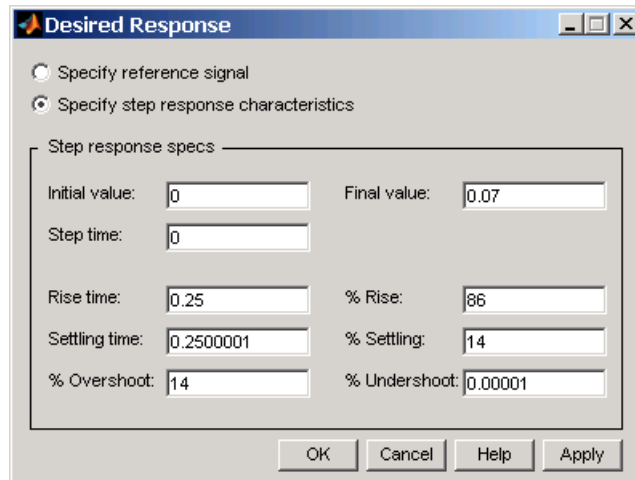 Desired Response
Specify reference signal
Specify step response characteristics
Step response specs
Initial value: 0 Final value: 0.07
Step time: 0
Rise time: 0.25 % Rise: 86
Settling time: 0.2500001 % Settling: 14
% Overshoot: 14 % Undershoot: 0.00001
OK Cancel Help Apply